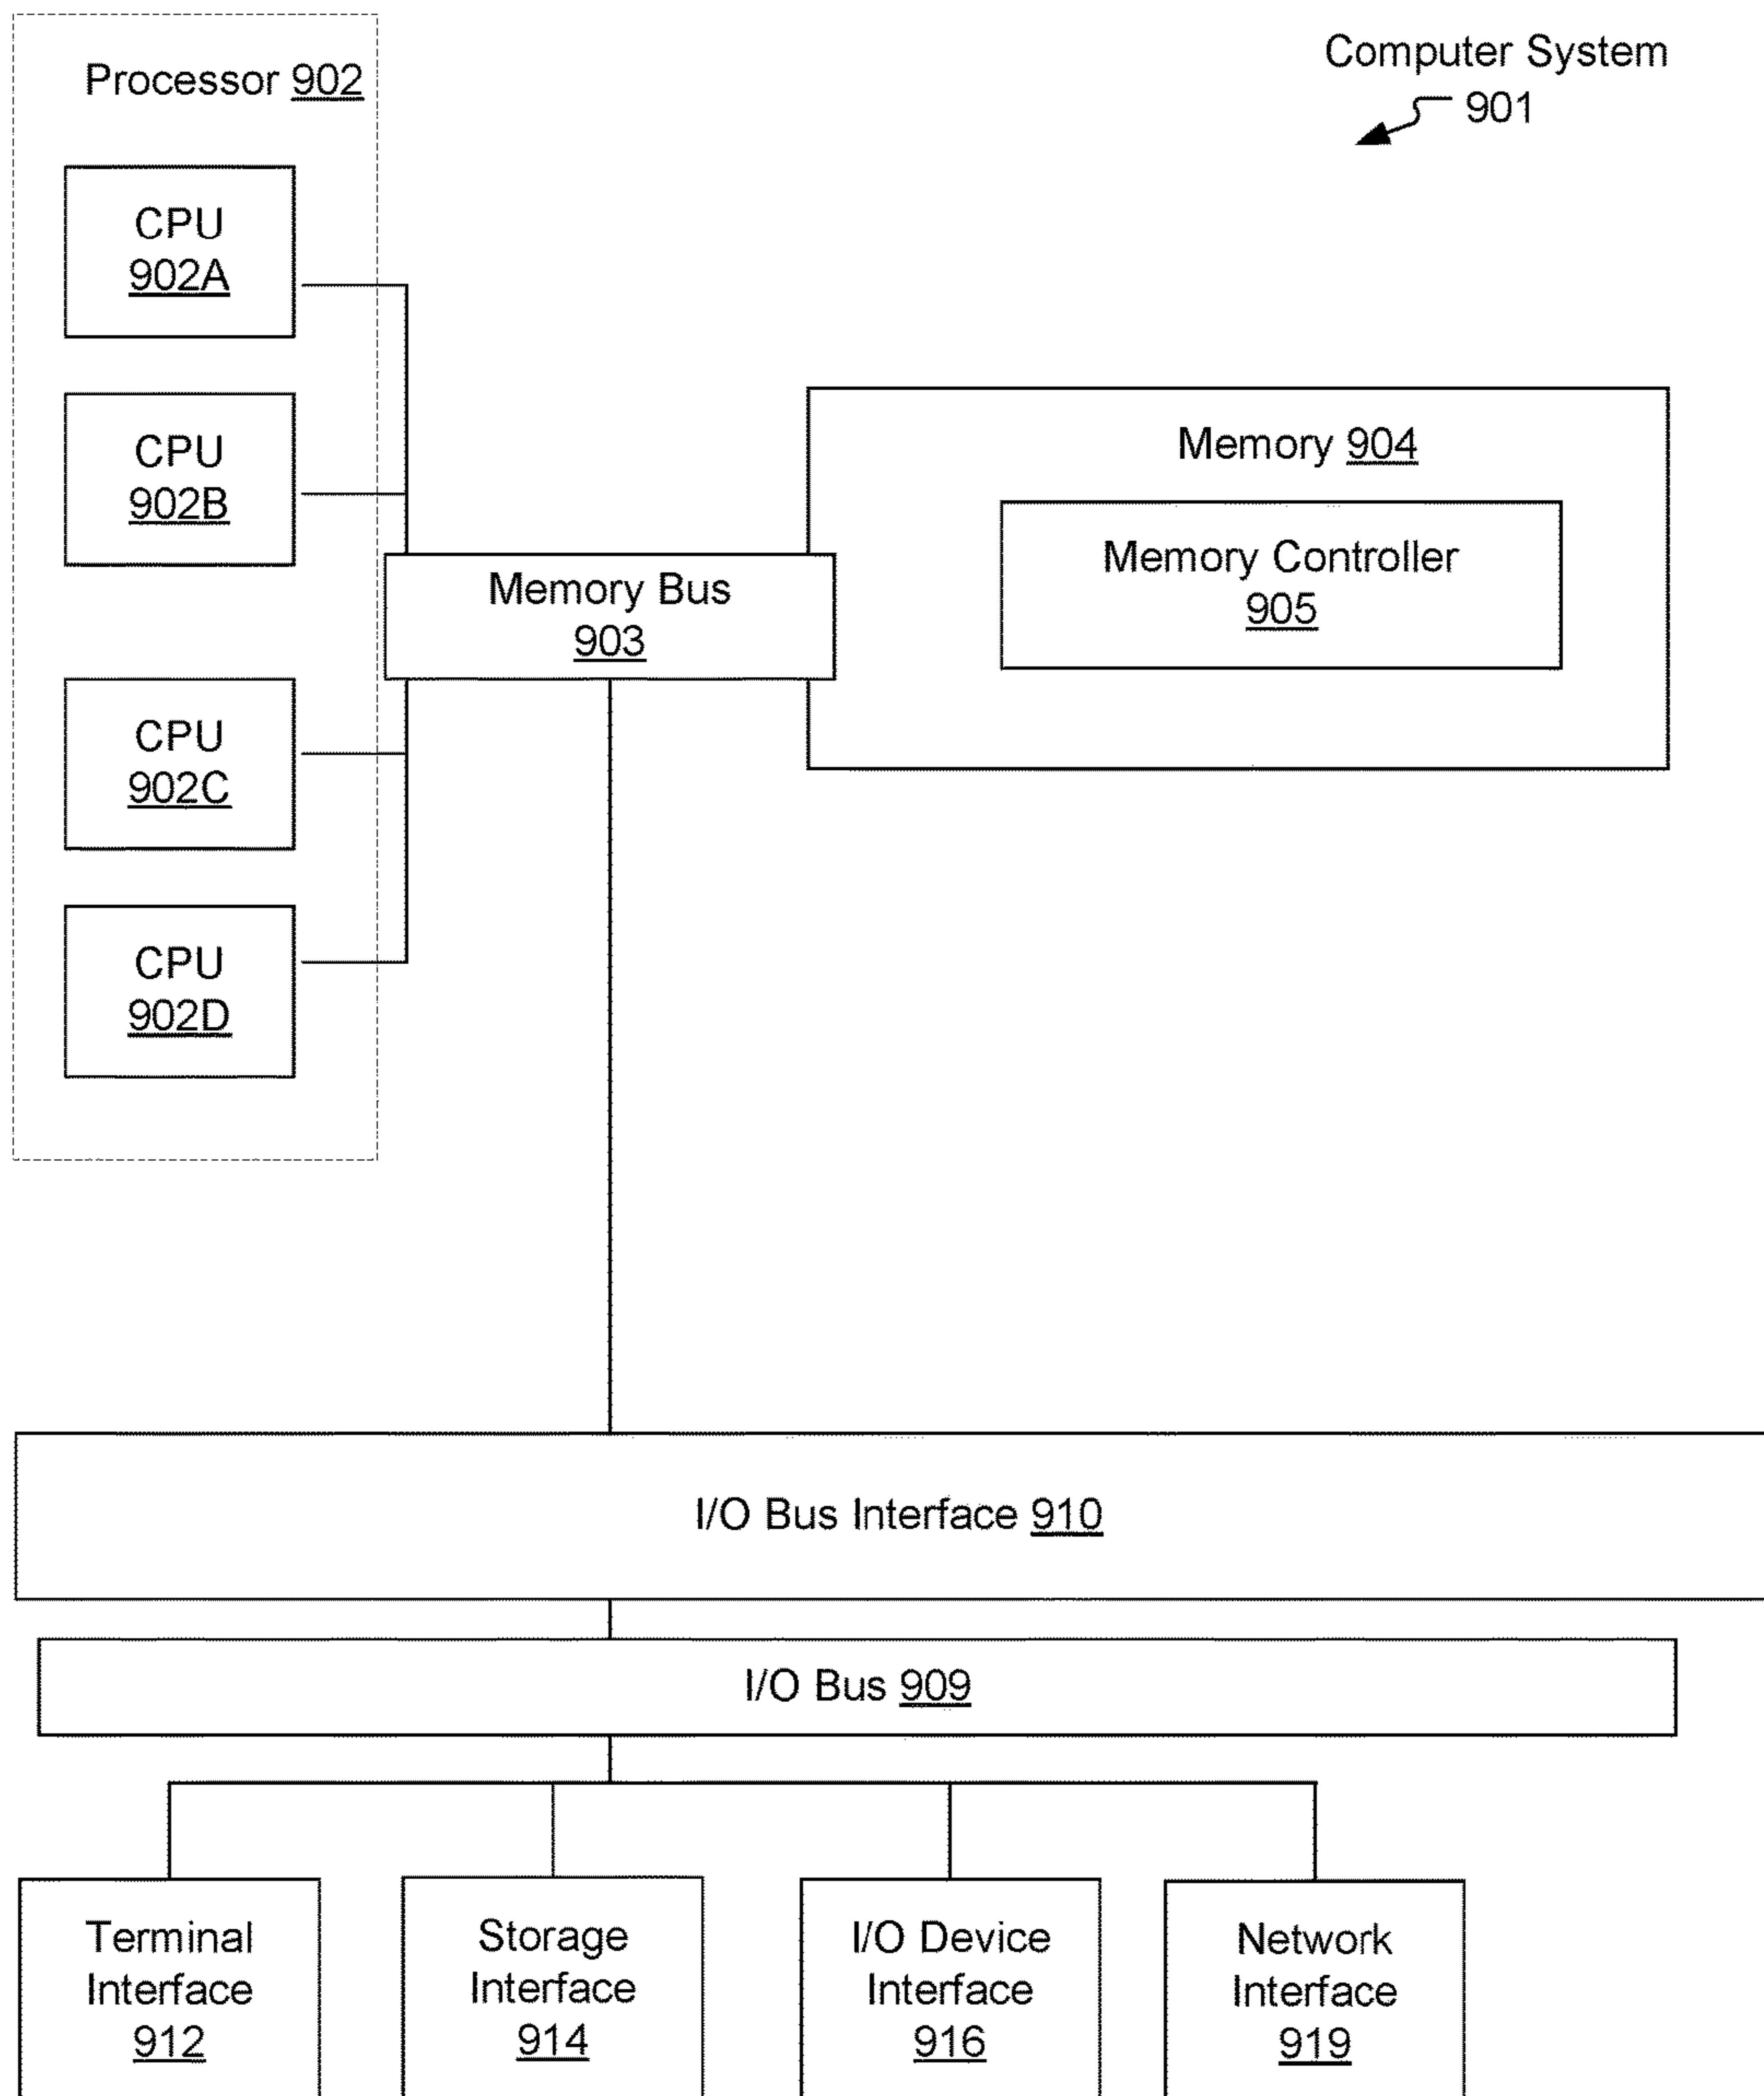 Processor 902
Computer System
901
CPU
902A
CPU
902B
Memory 904
Memory Controller
905
Memory Bus
903
CPU
902C
CPU
902D
I/O Bus Interface 910
I/O Bus 909
Terminal
Interface
912
Storage
Interface
914
I/O Device
Interface
916
Network
Interface
919